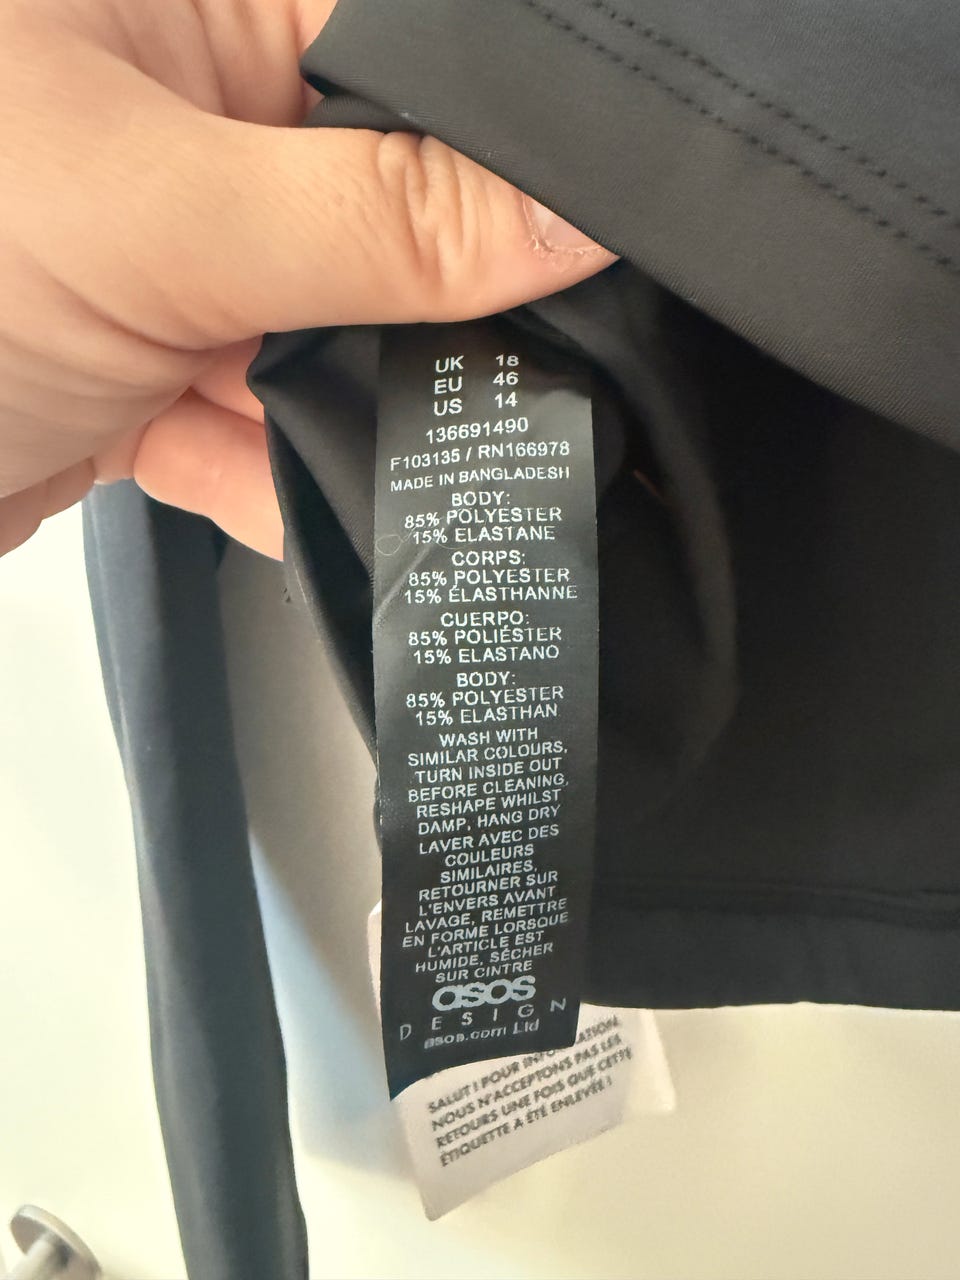 UK 18
EU 46
US 14
136691490
F103135 / RN166978
MADE IN BANGLADESH
BODY:
85% POLYESTER
15% ELASTANE
CORPS:
85% POLYESTER
15% ÉLASTHANNE
CUERPO:
85% POLIÉSTER
15% ELASTANO
BODY:
85% POLYESTER
15% ELASTHAN
WASH WITH
SIMILAR COLOURS,
TURN INSIDE OUT
BEFORE CLEANING,
RESHAPE WHILST
DAMP, HANG DRY
LAVER AVEC DES
COULEURS
SIMILAIRES,
RETOURNER SUR
L'ENVERS AVANT
LAVAGE, REMETTRE
EN FORME LORSQUE
L'ARTICLE EST
HUMIDE, SÉCHER
SUR CINTRE
asos
DESIGN
asos.com Ltd
SALUT ! POUR INFORMATION,
NOUS N'ACCEPTONS PAS LES
RETOURS UNE FOIS QUE CETTE
ÉTIQUETTE A ÉTÉ ENLEVÉE !